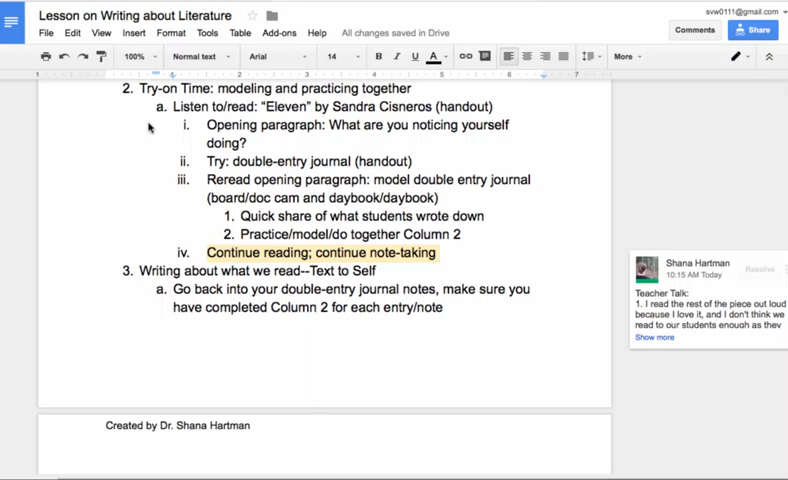 Lesson on Writing about Literature
svw0111@gmail.com
File Edit View Insert Format Tools Table Add-ons Help All changes saved in Drive
Comments Share
100% Normal text Arial 14 B I U A More
1 2 3 4 5 6 7
2. Try-on Time: modeling and practicing together
a. Listen to/read: “Eleven” by Sandra Cisneros (handout)
i. Opening paragraph: What are you noticing yourself
doing?
ii. Try: double-entry journal (handout)
iii. Reread opening paragraph: model double entry journal
(board/doc cam and daybook/daybook)
1. Quick share of what students wrote down
2. Practice/model/do together Column 2
iv. Continue reading; continue note-taking
3. Writing about what we read--Text to Self
a. Go back into your double-entry journal notes, make sure you
have completed Column 2 for each entry/note
Shana Hartman
10:15 AM Today
Resolve
Teacher Talk:
1. I read the rest of the piece out loud
because I love it, and I don't think we
read to our students enough as they
Show more
Created by Dr. Shana Hartman